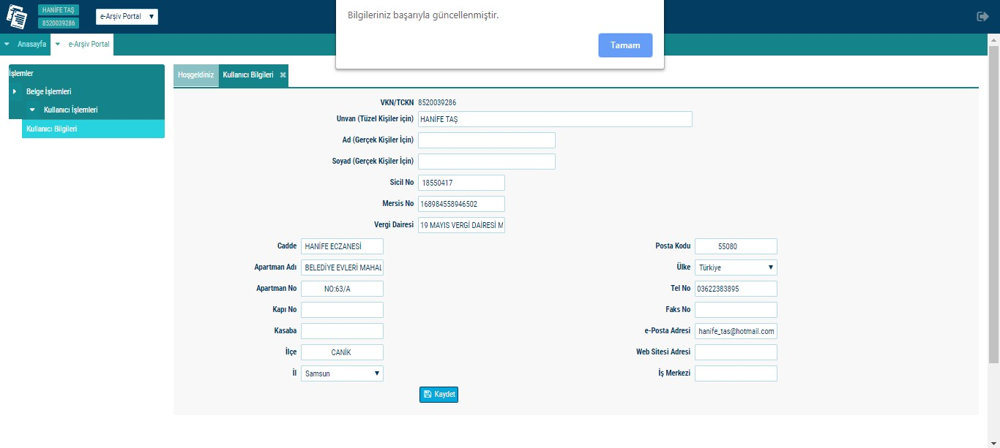 HANİFE TAŞ
8520039286
e-Arşiv Portal
Bilgileriniz başarıyla güncellenmiştir.
Tamam
Anasayfa
e-Arşiv Portal
İşlemler
Belge İşlemleri
Kullanıcı İşlemleri
Kullanıcı Bilgileri
Hoşgeldiniz
Kullanıcı Bilgileri
VKN/TCKN 8520039286
Unvan (Tüzel Kişiler için) HANİFE TAŞ
Ad (Gerçek Kişiler İçin)
Soyad (Gerçek Kişiler İçin)
Sicil No 18550417
Mersis No 168984558946502
Vergi Dairesi 19 MAYIS VERGİ DAİRESİ M
Cadde HANİFE ECZANESİ
Posta Kodu 55080
Apartman Adı BELEDİYE EVLERİ MAHAL
Ülke Türkiye
Apartman No NO:63/A
Tel No 03622383895
Kapı No
Faks No
Kasaba
e-Posta Adresi hanife_tas@hotmail.com
İlçe CANİK
Web Sitesi Adresi
İl Samsun
İş Merkezi
Kaydet